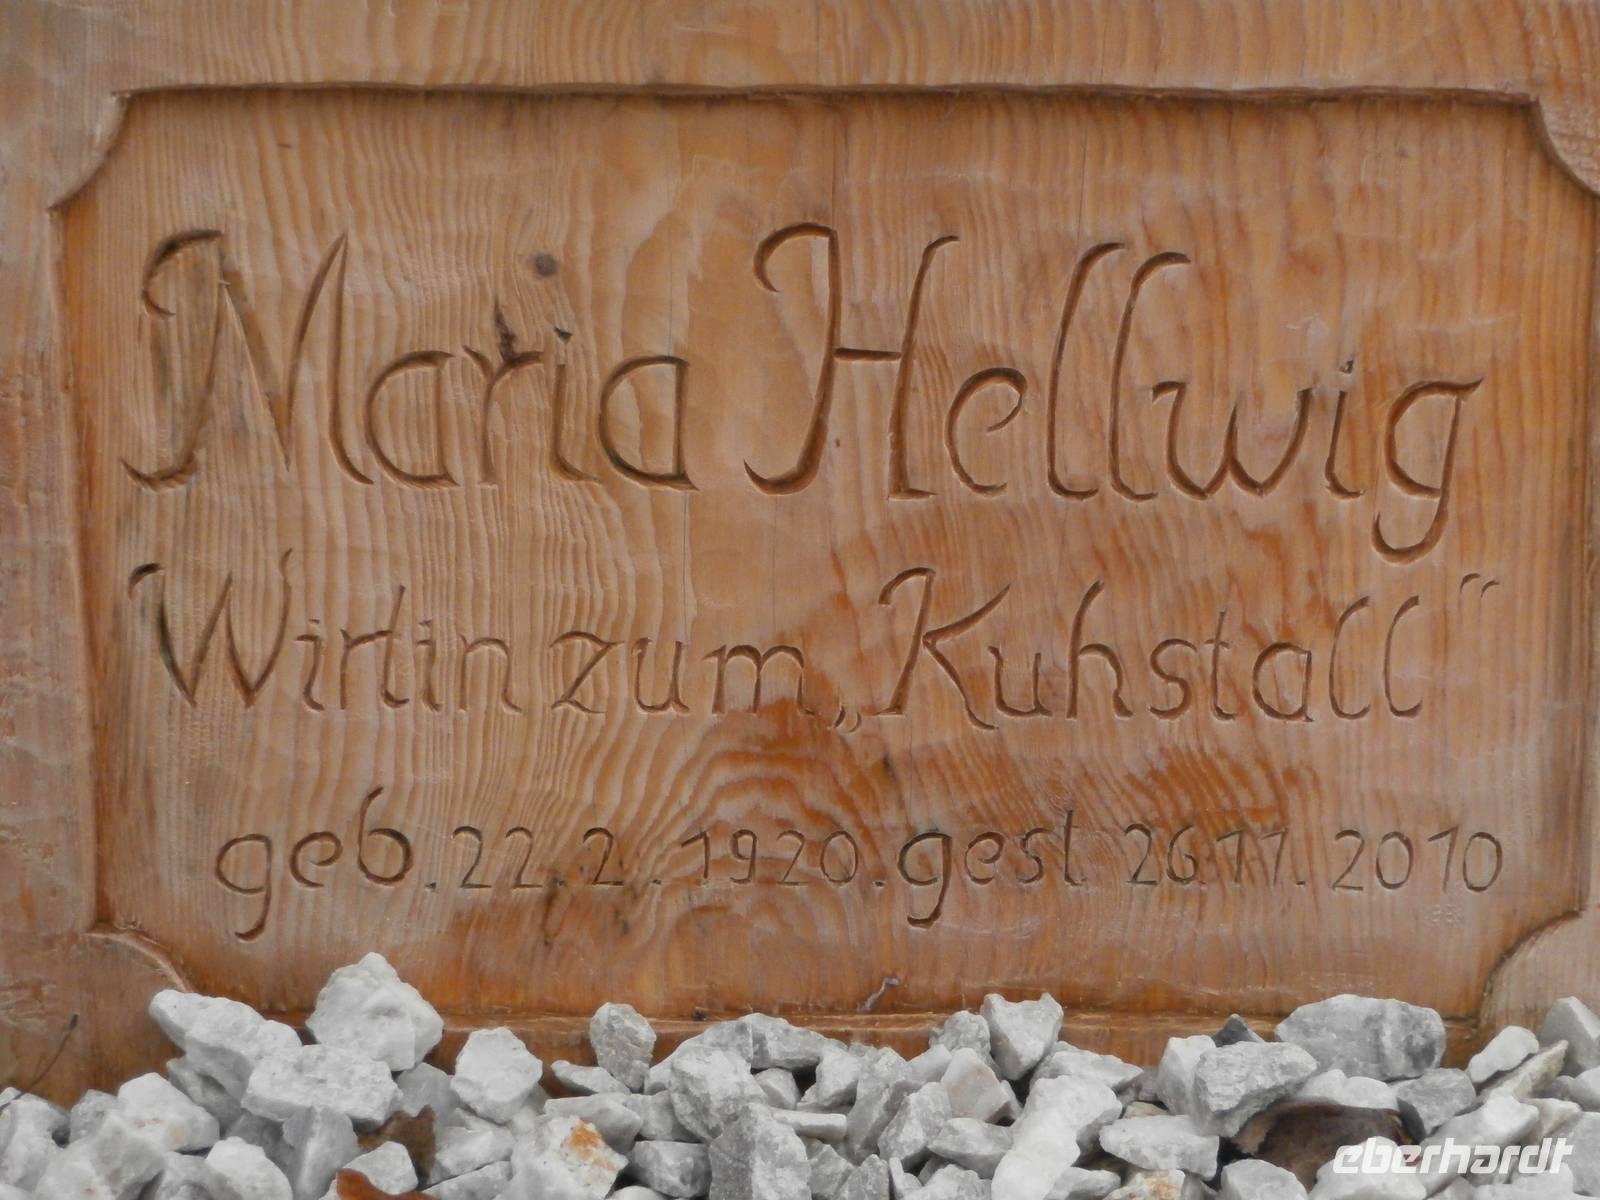 Maria Hellwig
Wirtin zum „Kuhstall"
geb. 22.2.1920. gest. 26.11.2010
eberhardt